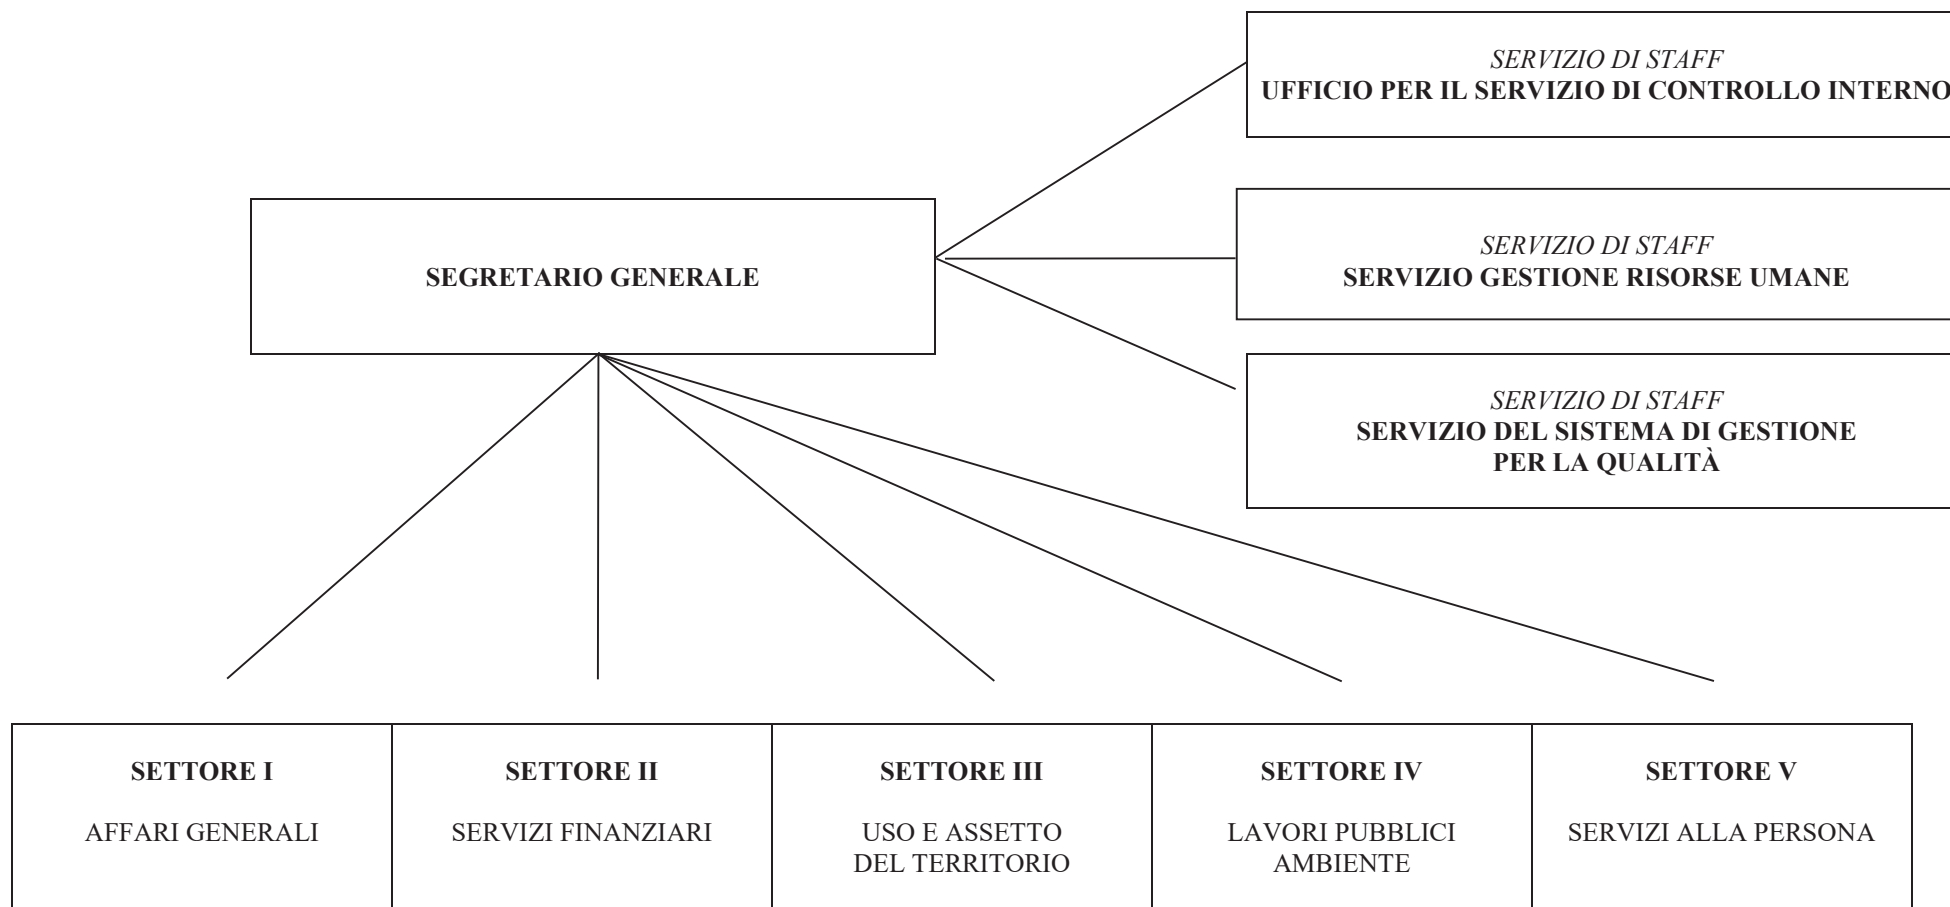 SERVIZIO DI STAFF
UFFICIO PER IL SERVIZIO DI CONTROLLO INTERNO
SEGRETARIO GENERALE
SERVIZIO DI STAFF
SERVIZIO GESTIONE RISORSE UMANE
SERVIZIO DI STAFF
SERVIZIO DEL SISTEMA DI GESTIONE
PER LA QUALITÀ
SETTORE I
AFFARI GENERALI
SETTORE II
SERVIZI FINANZIARI
SETTORE III
USO E ASSETTO
DEL TERRITORIO
SETTORE IV
LAVORI PUBBLICI
AMBIENTE
SETTORE V
SERVIZI ALLA PERSONA